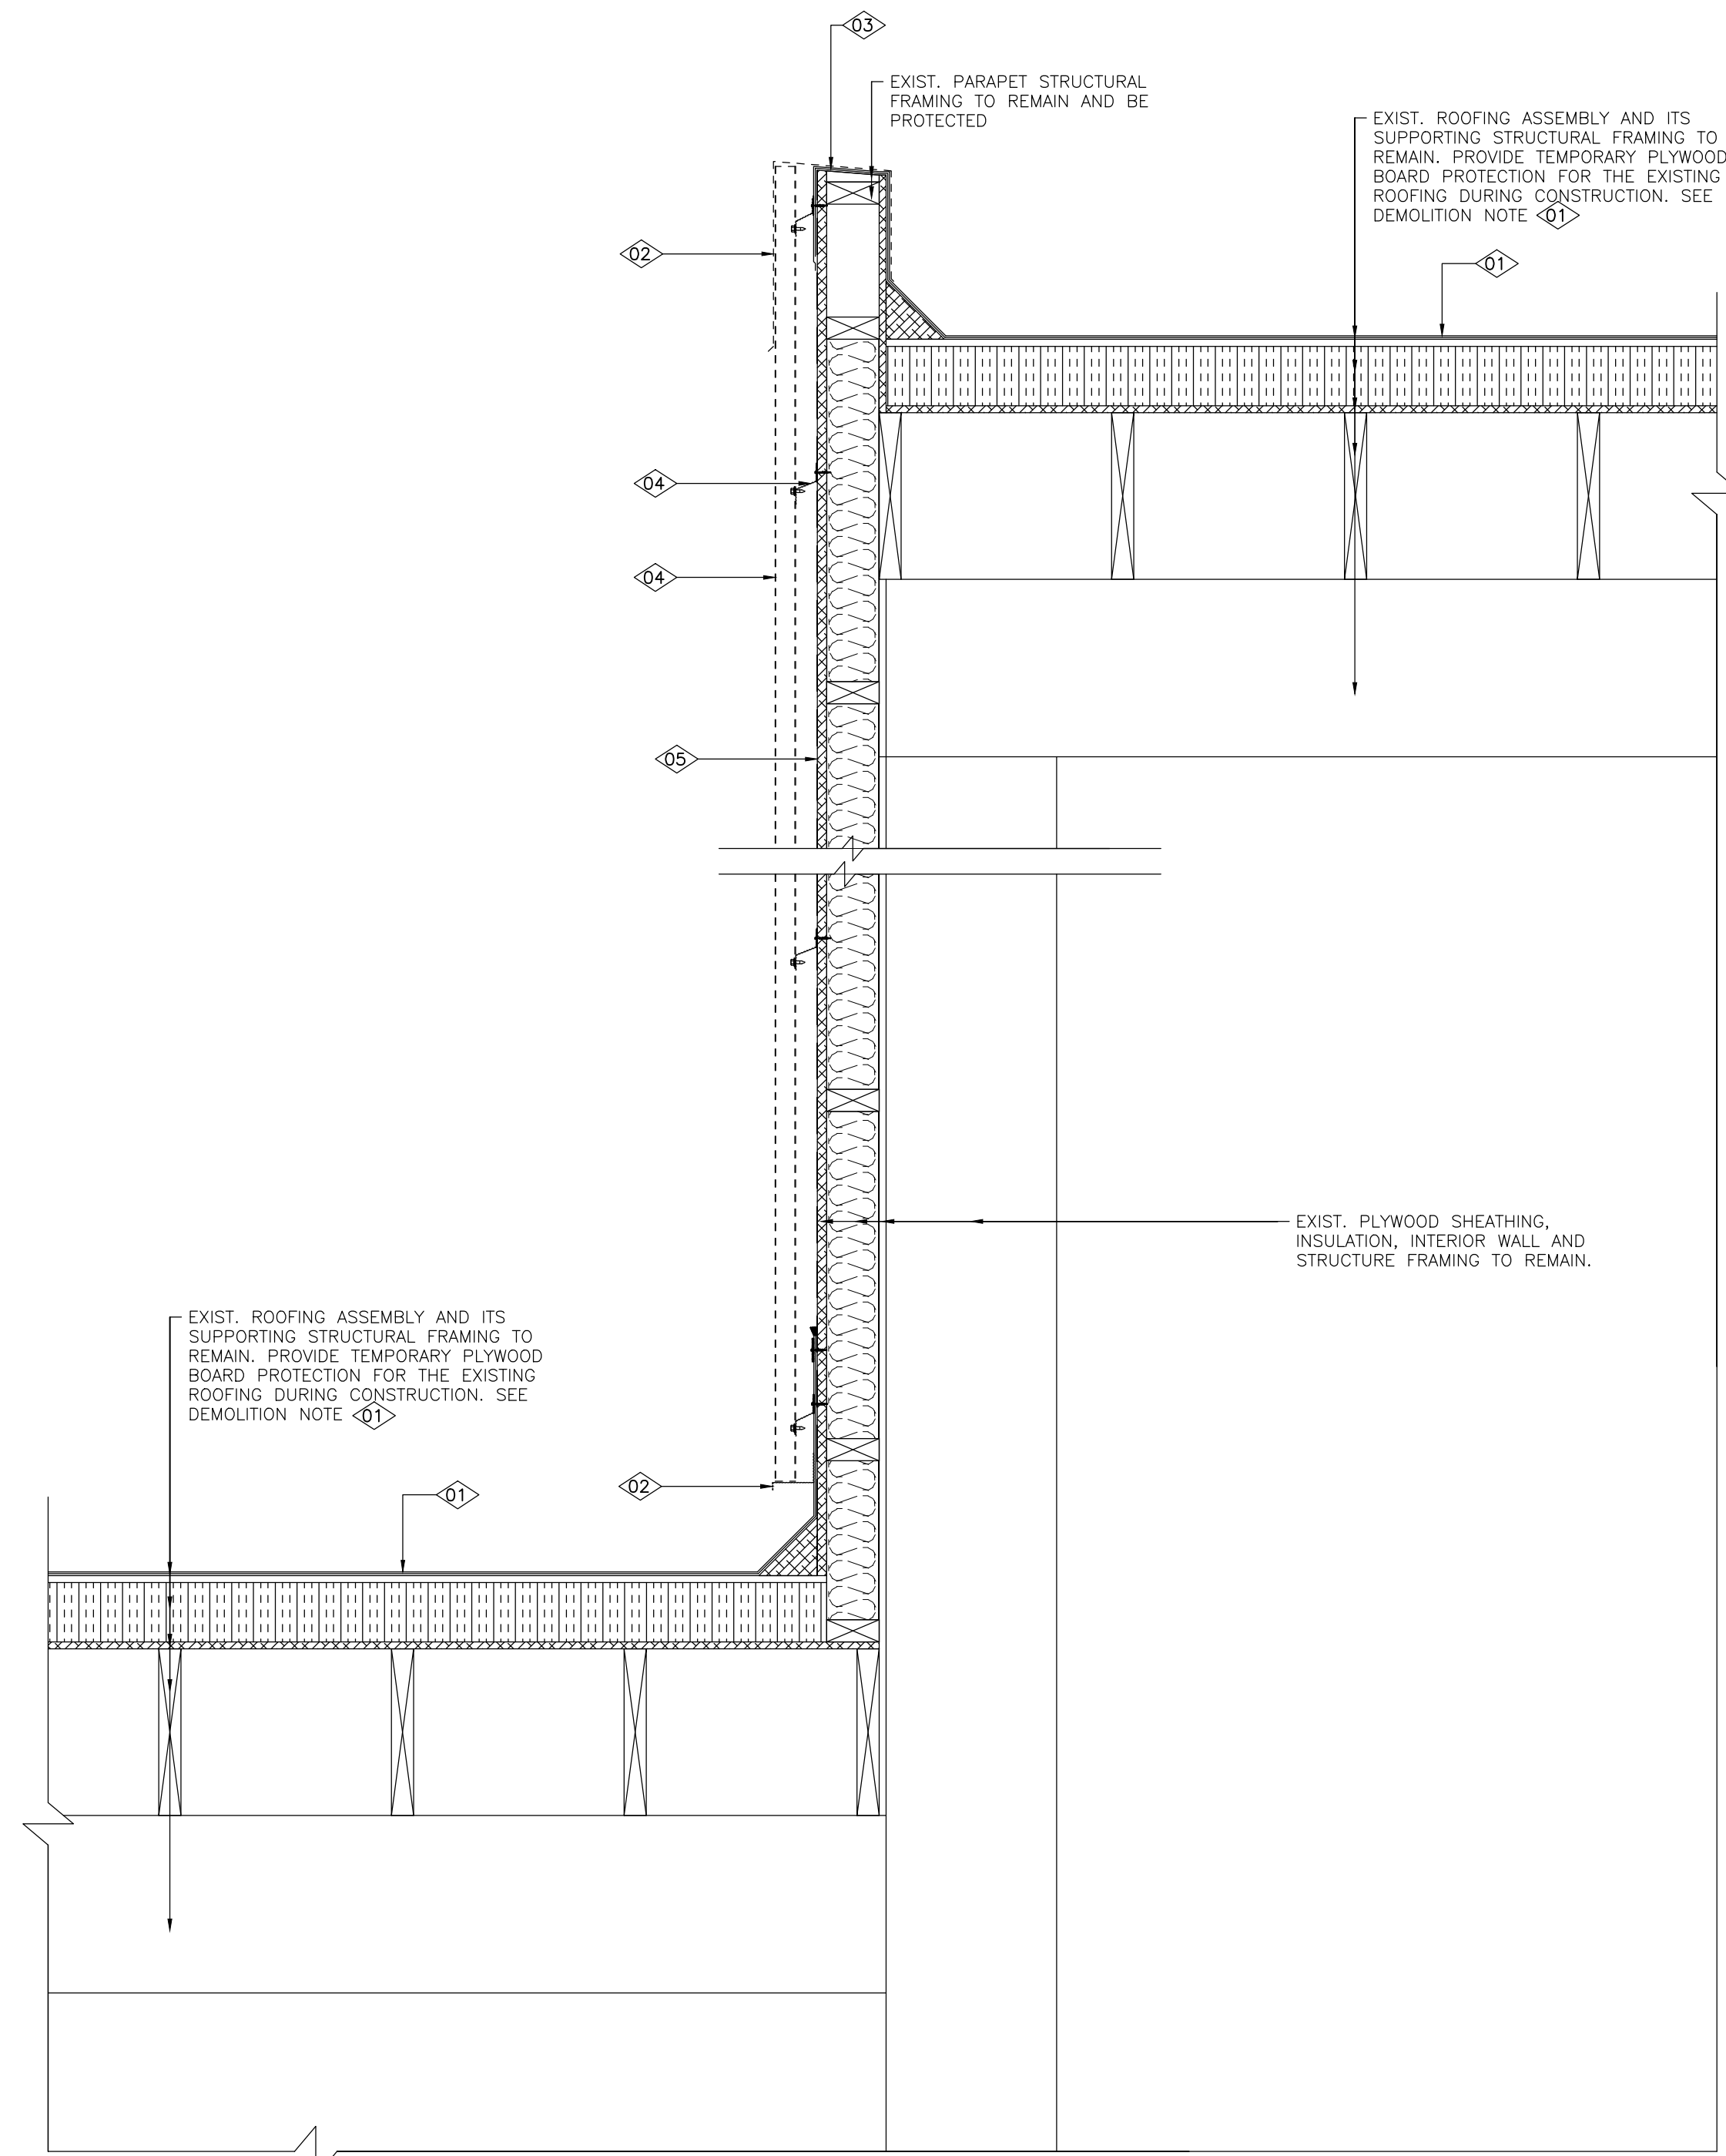 03
EXIST. PARAPET STRUCTURAL
FRAMING TO REMAIN AND BE
PROTECTED
EXIST. ROOFING ASSEMBLY AND ITS
SUPPORTING STRUCTURAL FRAMING TO
REMAIN. PROVIDE TEMPORARY PLYWOOD
BOARD PROTECTION FOR THE EXISTING
ROOFING DURING CONSTRUCTION. SEE
DEMOLITION NOTE 01
02
01
04
04
05
EXIST. PLYWOOD SHEATHING,
INSULATION, INTERIOR WALL AND
STRUCTURE FRAMING TO REMAIN.
EXIST. ROOFING ASSEMBLY AND ITS
SUPPORTING STRUCTURAL FRAMING TO
REMAIN. PROVIDE TEMPORARY PLYWOOD
BOARD PROTECTION FOR THE EXISTING
ROOFING DURING CONSTRUCTION. SEE
DEMOLITION NOTE 01
02
01